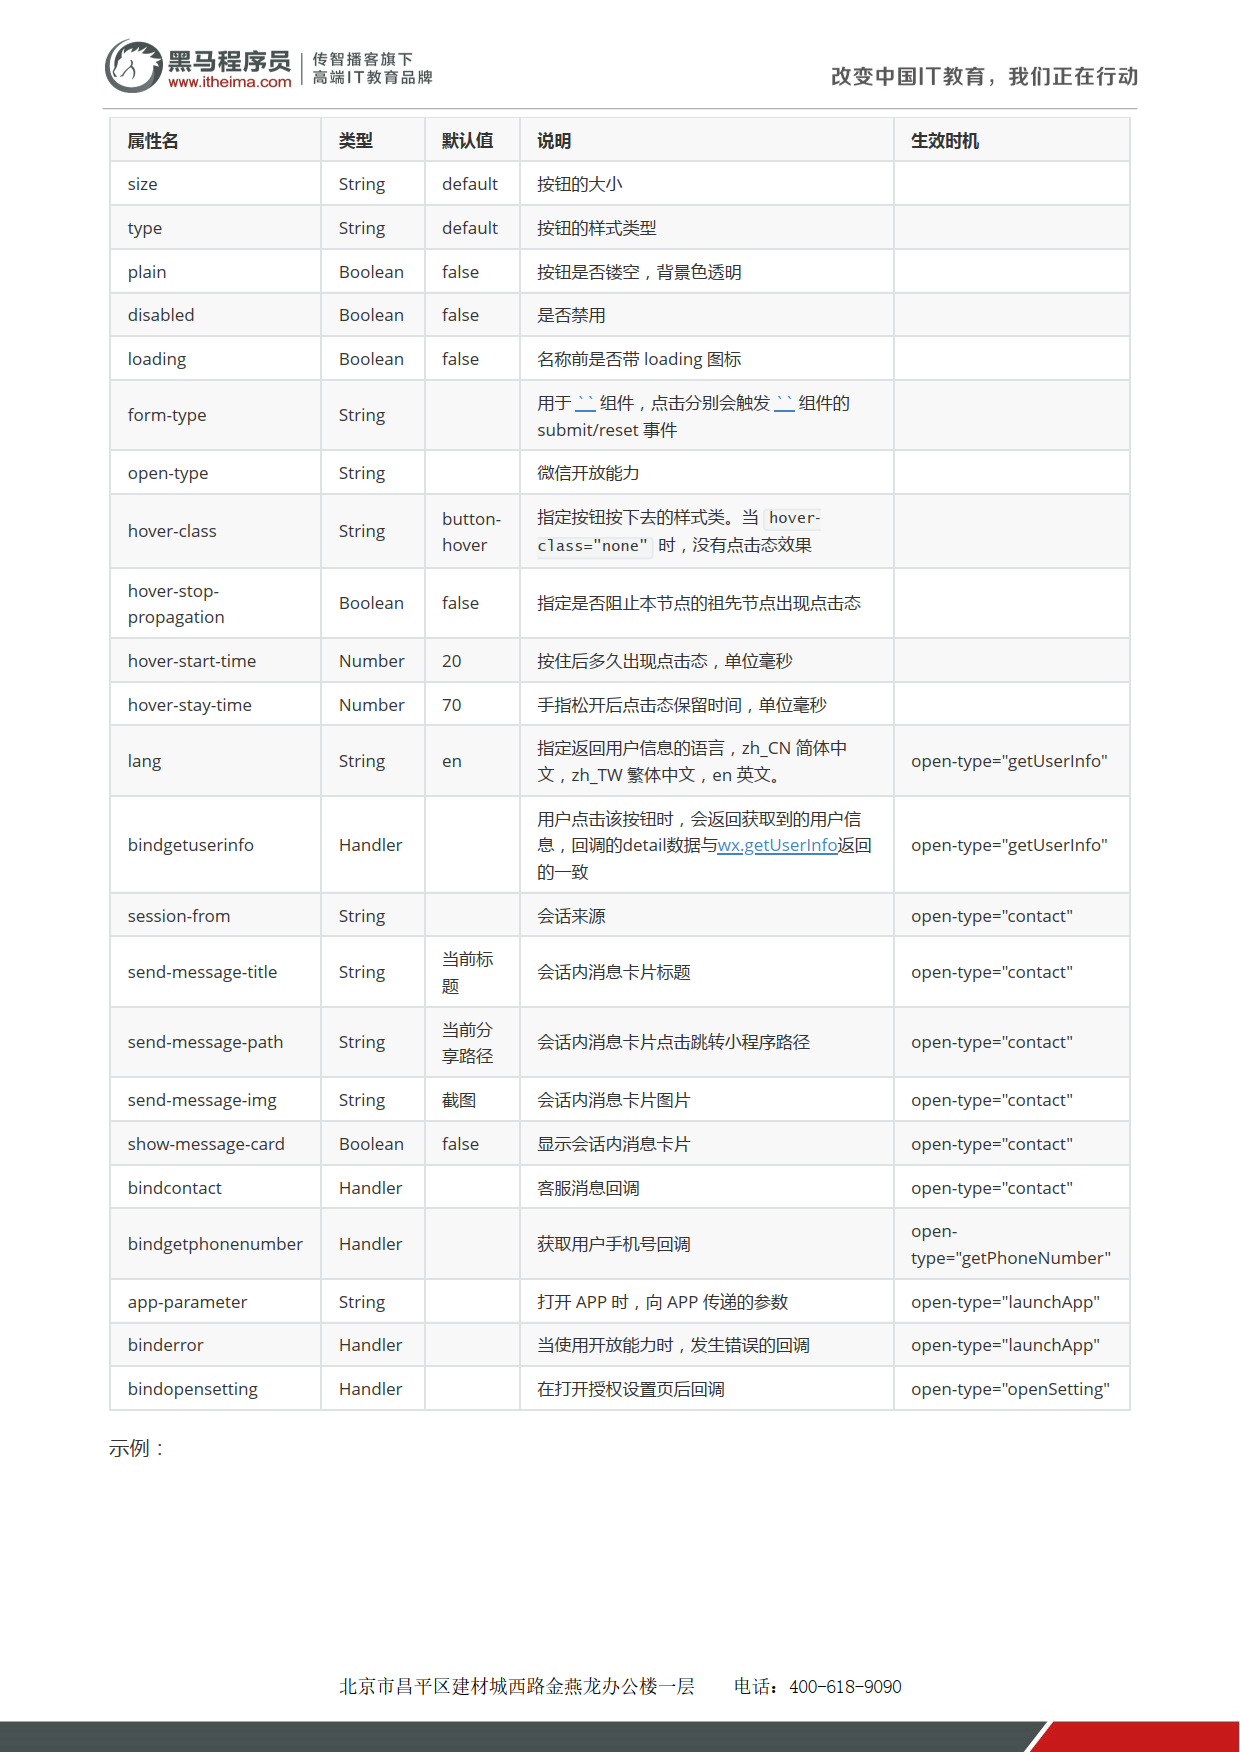 黑马程序员
www.itheima.com
传智播客旗下
高端IT教育品牌
改变中国IT教育，我们正在行动
属性名 类型 默认值 说明 生效时机
size String default 按钮的大小
type String default 按钮的样式类型
plain Boolean false 按钮是否镂空，背景色透明
disabled Boolean false 是否禁用
loading Boolean false 名称前是否带 loading 图标
form-type String 用于 `` 组件，点击分别会触发 `` 组件的
submit/reset 事件
open-type String 微信开放能力
hover-class String button-
hover 指定按钮按下去的样式类。当 hover-
class="none" 时，没有点击态效果
hover-stop-
propagation Boolean false 指定是否阻止本节点的祖先节点出现点击态
hover-start-time Number 20 按住后多久出现点击态，单位毫秒
hover-stay-time Number 70 手指松开后点击态保留时间，单位毫秒
lang String en 指定返回用户信息的语言，zh_CN 简体中
文，zh_TW 繁体中文，en 英文。 open-type="getUserInfo"
bindgetuserinfo Handler 用户点击该按钮时，会返回获取到的用户信
息，回调的detail数据与wx.getUserInfo返回
的一致 open-type="getUserInfo"
session-from String 会话来源 open-type="contact"
send-message-title String 当前标
题 会话内消息卡片标题 open-type="contact"
send-message-path String 当前分
享路径 会话内消息卡片点击跳转小程序路径 open-type="contact"
send-message-img String 截图 会话内消息卡片图片 open-type="contact"
show-message-card Boolean false 显示会话内消息卡片 open-type="contact"
bindcontact Handler 客服消息回调 open-type="contact"
bindgetphonenumber Handler 获取用户手机号回调 open-
type="getPhoneNumber"
app-parameter String 打开 APP 时，向 APP 传递的参数 open-type="launchApp"
binderror Handler 当使用开放能力时，发生错误的回调 open-type="launchApp"
bindopensetting Handler 在打开授权设置页后回调 open-type="openSetting"
示例：
北京市昌平区建材城西路金燕龙办公楼一层 电话：400-618-9090